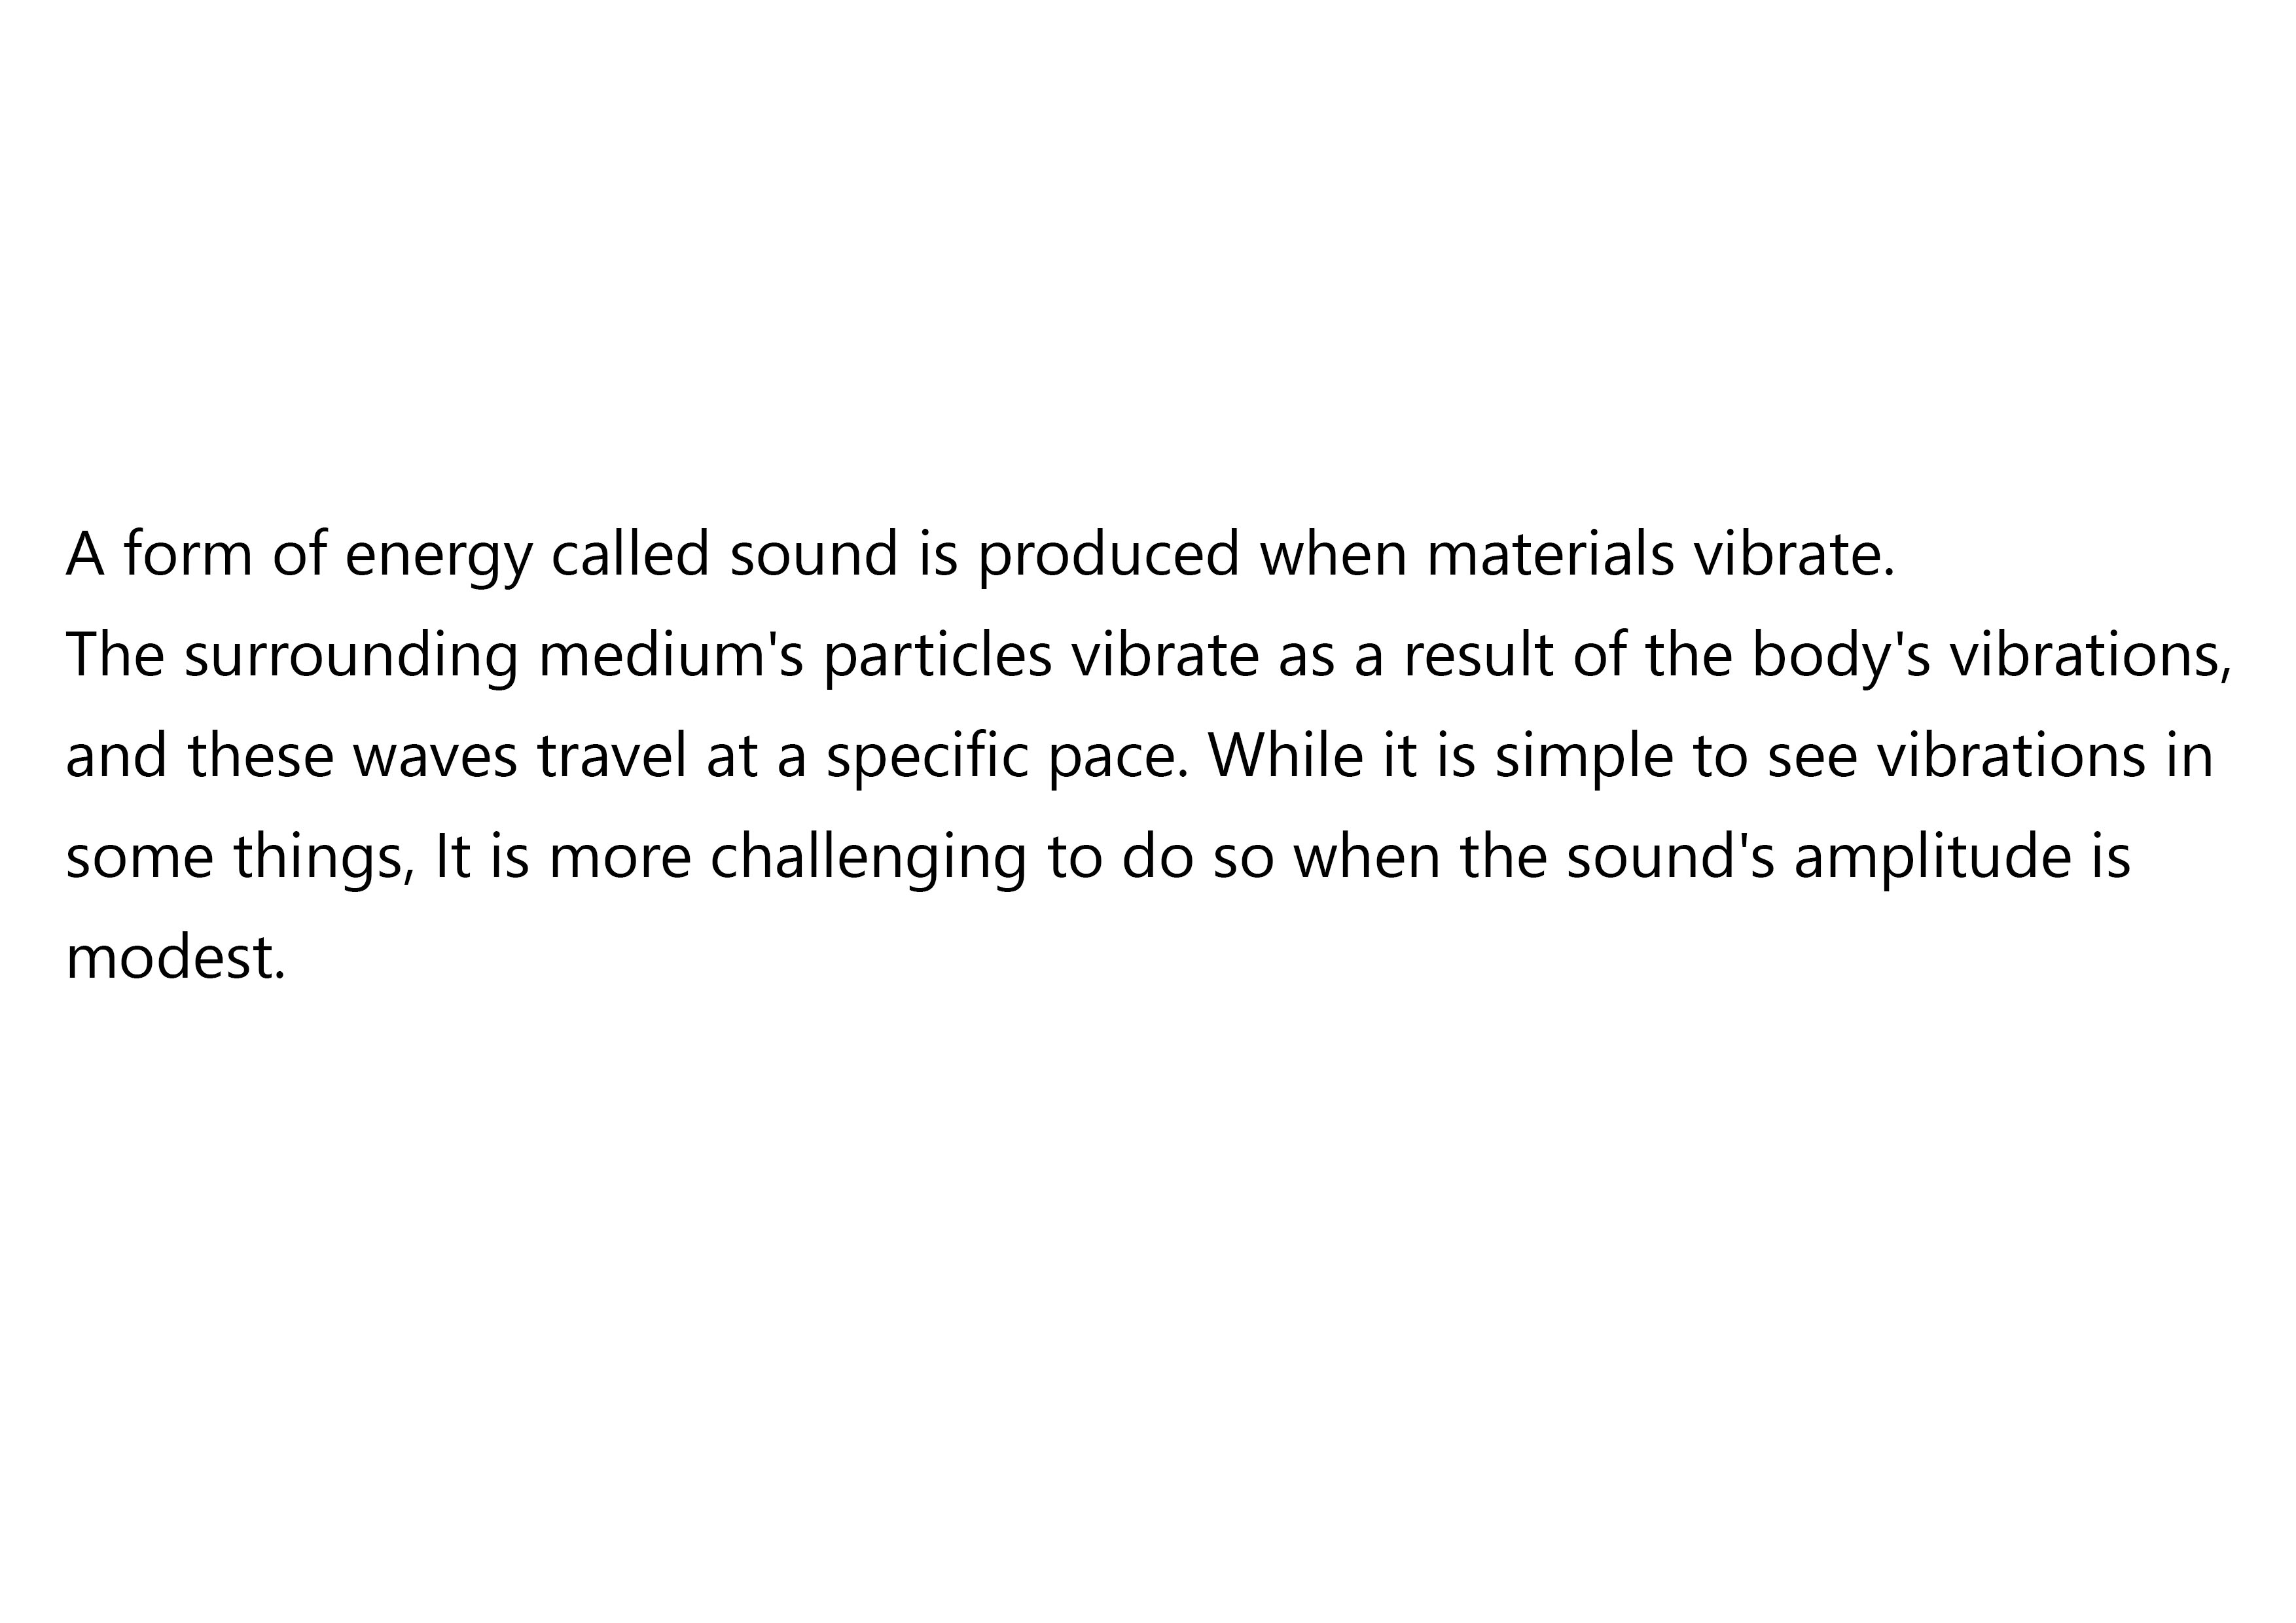 A form of energy called sound is produced when materials vibrate.
The surrounding medium's particles vibrate as a result of the body's vibrations,
and these waves travel at a specific pace. While it is simple to see vibrations in
some things, It is more challenging to do so when the sound's amplitude is
modest.